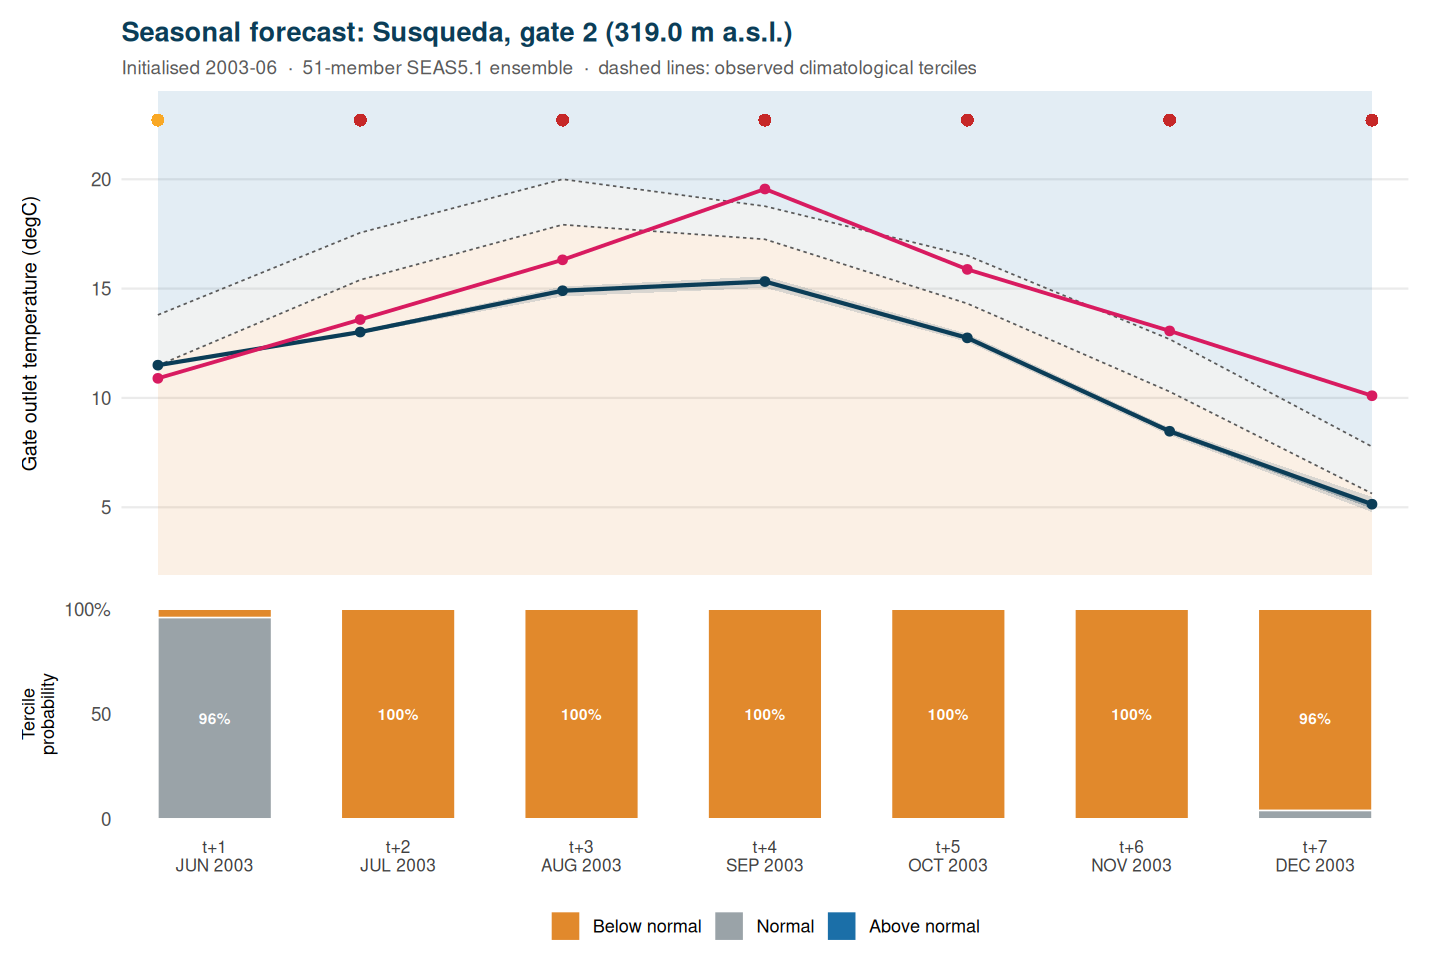 Seasonal forecast: Susqueda, gate 2 (319.0 m a.s.l.)
Initialised 2003-06 · 51-member SEAS5.1 ensemble · dashed lines: observed climatological terciles
Gate outlet temperature (degC)
20
15
10
5
Tercile
probability
100%
50
0
96%
100%
100%
100%
100%
100%
96%
t+1
JUN 2003
t+2
JUL 2003
t+3
AUG 2003
t+4
SEP 2003
t+5
OCT 2003
t+6
NOV 2003
t+7
DEC 2003
Below normal
Normal
Above normal